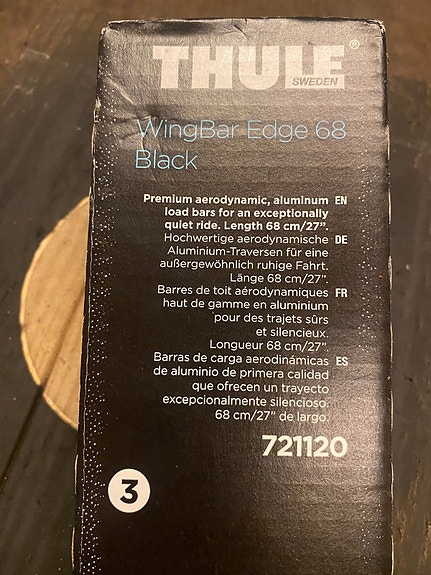 THULE®
SWEDEN
WingBar Edge 68
Black
Premium aerodynamic, aluminum EN
load bars for an exceptionally
quiet ride. Length 68 cm/27”.
Hochwertige aerodynamische DE
Aluminium-Traversen für eine
außergewöhnlich ruhige Fahrt.
Länge 68 cm/27”.
Barres de toit aérodynamiques FR
haut de gamme en aluminium
pour des trajets sûrs
et silencieux.
Longueur 68 cm/27”.
Barras de carga aerodinámicas ES
de aluminio de primera calidad
que ofrecen un trayecto
excepcionalmente silencioso.
68 cm/27” de largo.
721120
3